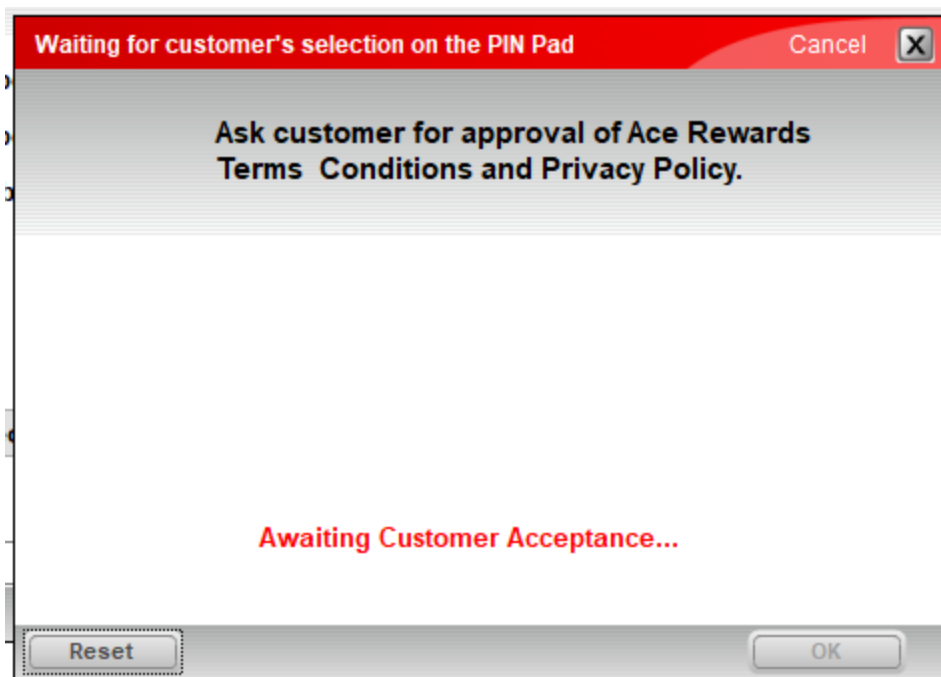 Waiting for customer's selection on the PIN Pad
Cancel
X
Ask customer for approval of Ace Rewards
Terms  Conditions and Privacy Policy.
Awaiting Customer Acceptance...
Reset
OK